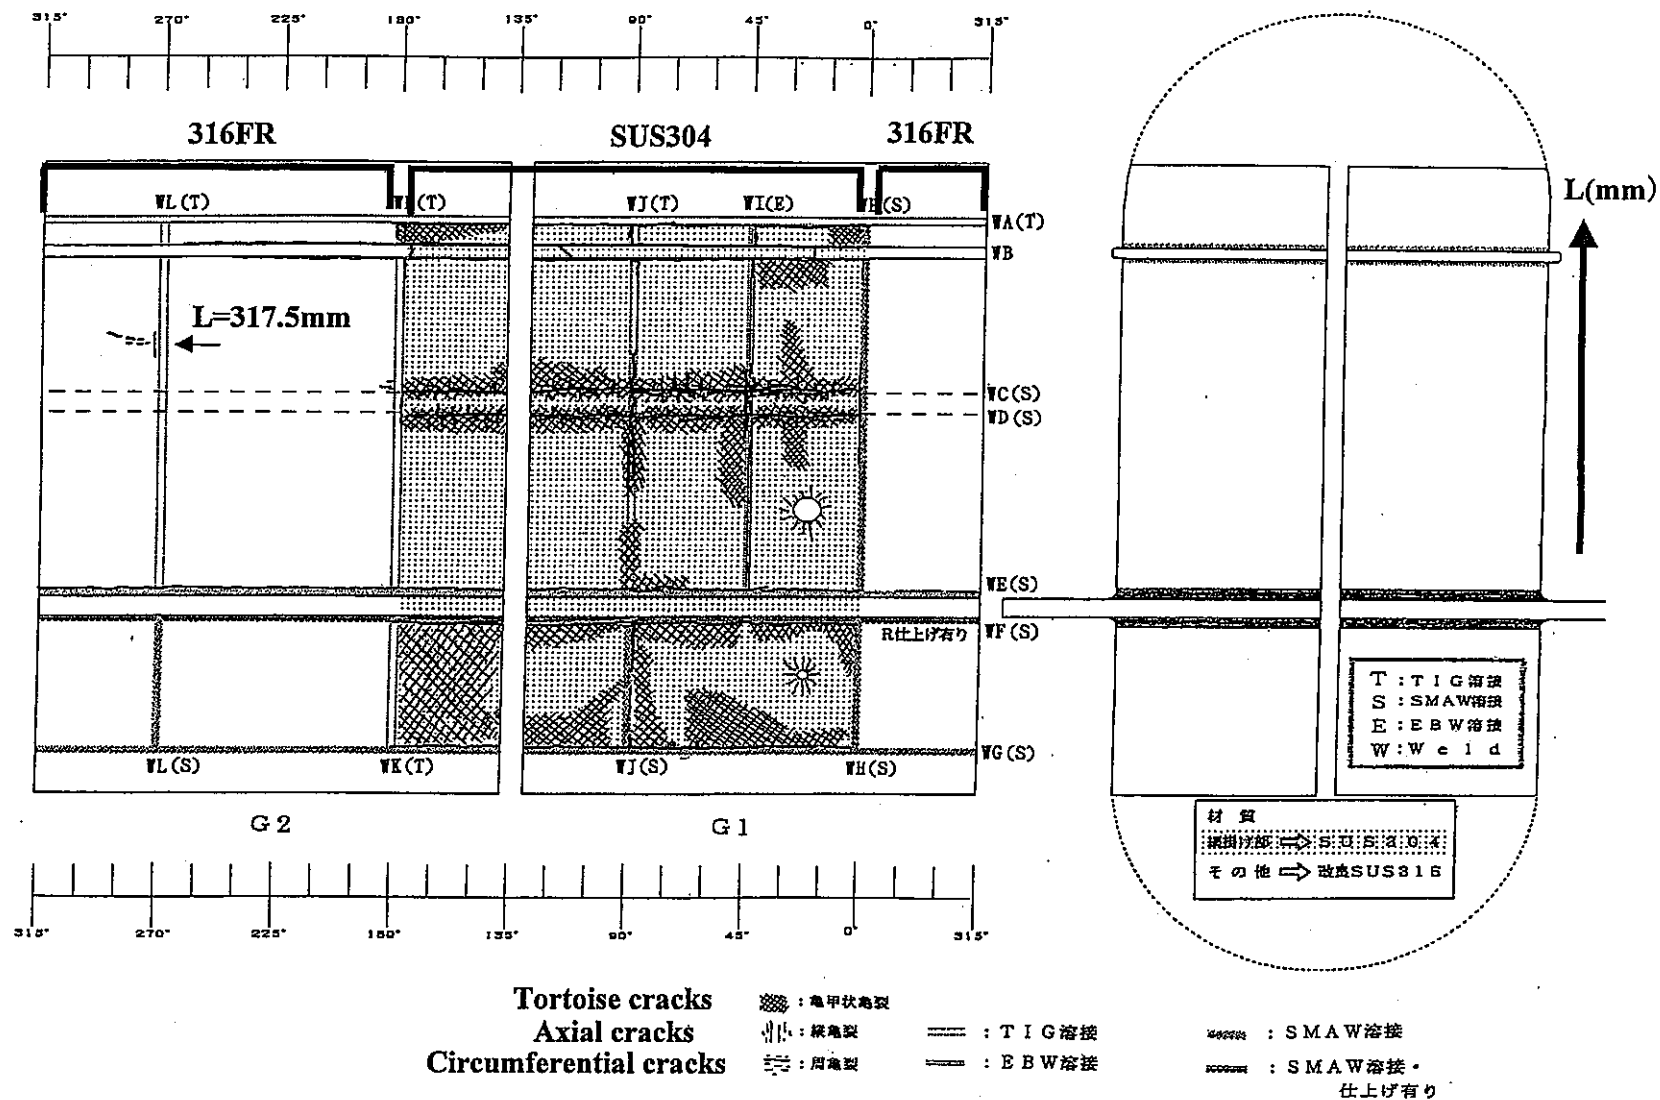 315° 270° 225° 180° 135° 90° 45° 0° 315°
316FR SUS304 316FR
L(mm)
WL(T) WJ(T) WI(E)
WA(T)
WB
L=317.5mm
WC(S)
WD(S)
WE(S)
R仕上げ有り WF(S)
T:TIG溶接
S:SMAW溶接
E:EBW溶接
W:Weld
WG(S)
WL(S) WK(T) WJ(S) WH(S)
G2 G1
材質
網掛け部 ⇨ SUS304
その他 ⇨ 改良SUS316
315° 270° 225° 180° 135° 90° 45° 0° 315°
Tortoise cracks :亀甲状亀裂
Axial cracks :縦亀裂 :TIG溶接 :SMAW溶接
Circumferential cracks :周亀裂 :EBW溶接 :SMAW溶接・
仕上げ有り